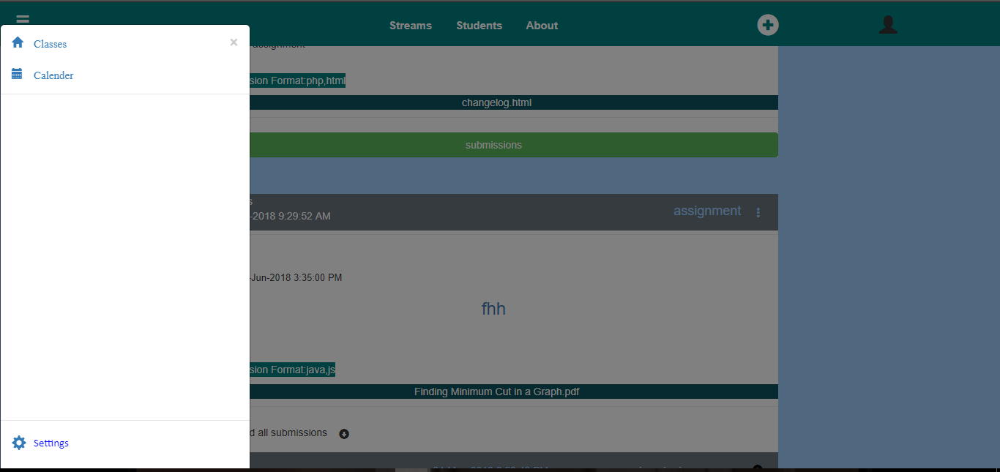 Streams Students About
Classes ×
Calender
assignment
sion Format:php,html
changelog.html
submissions
s
-2018 9:29:52 AM
assignment
-Jun-2018 3:35:00 PM
fhh
sion Format:java,js
Finding Minimum Cut in a Graph.pdf
d all submissions
Settings